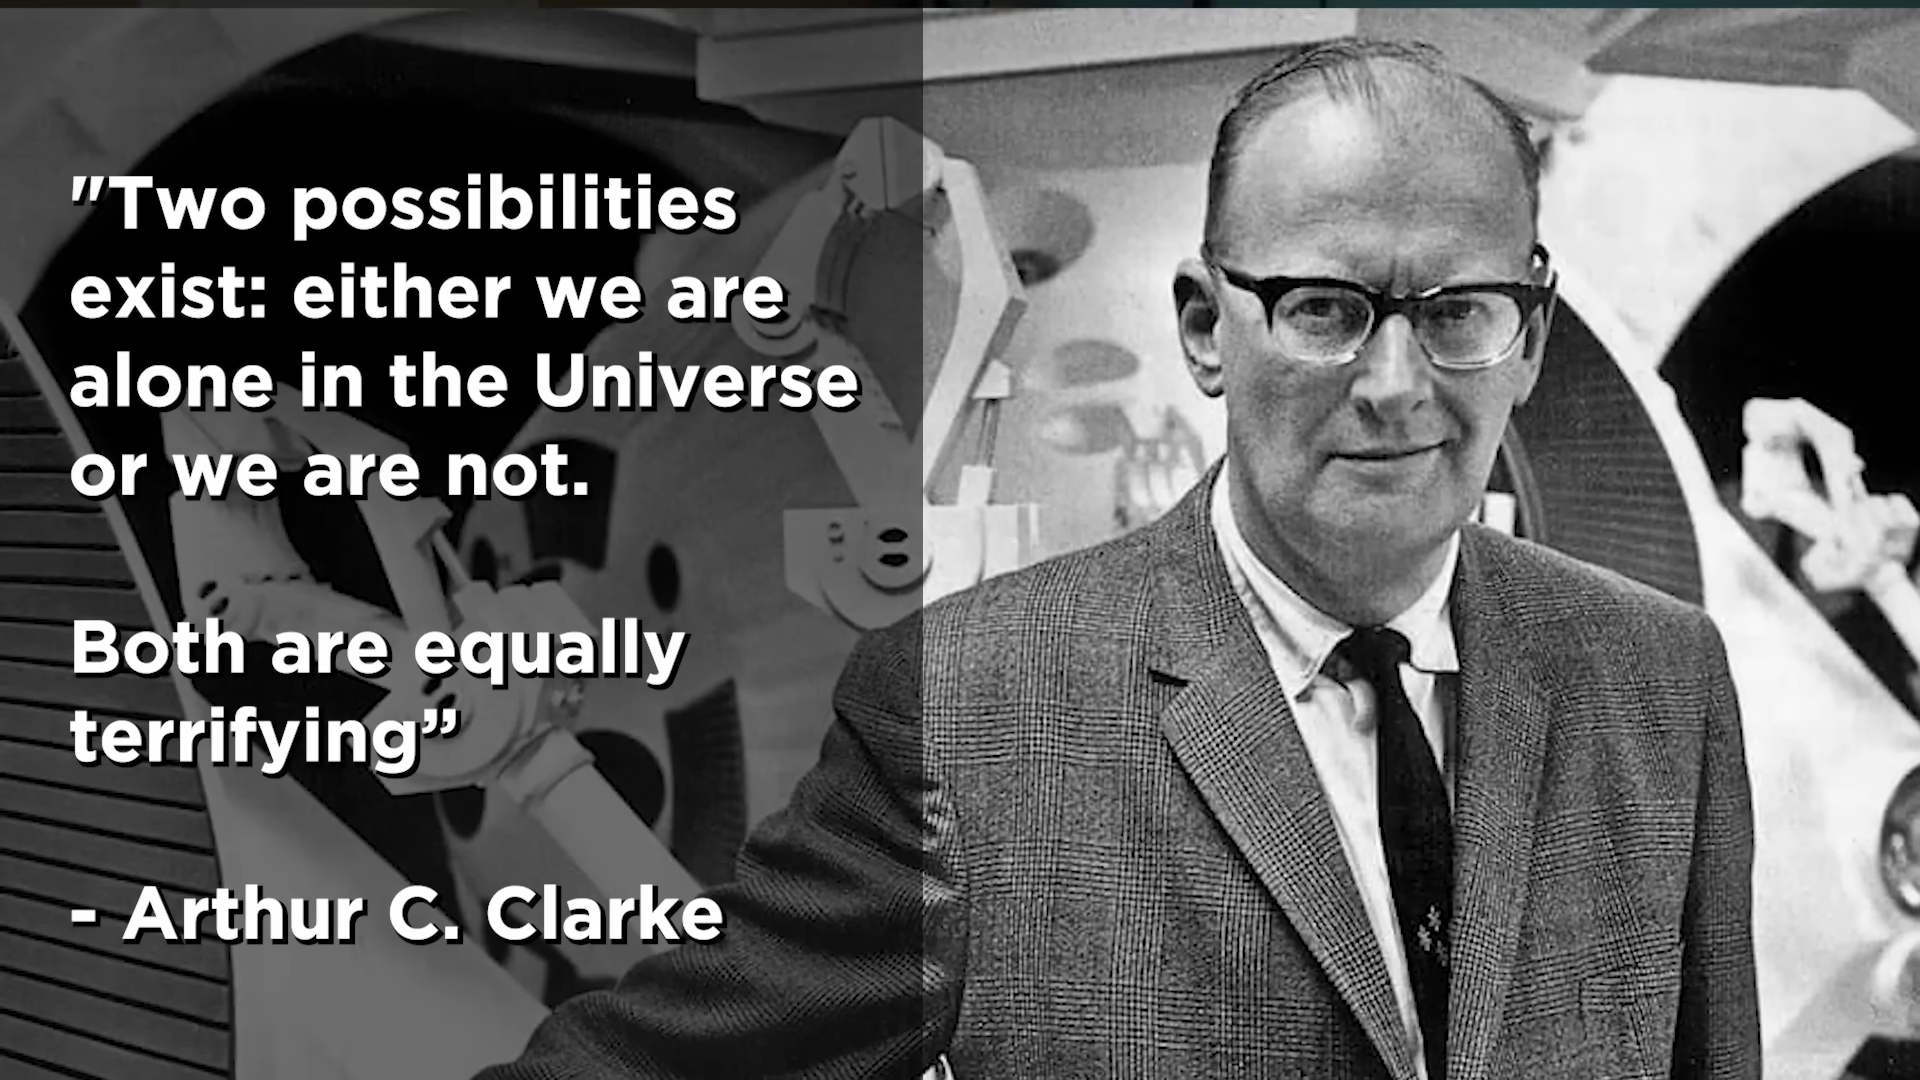 "Two possibilities
exist: either we are
alone in the Universe
or we are not.
Both are equally
terrifying”
- Arthur C. Clarke